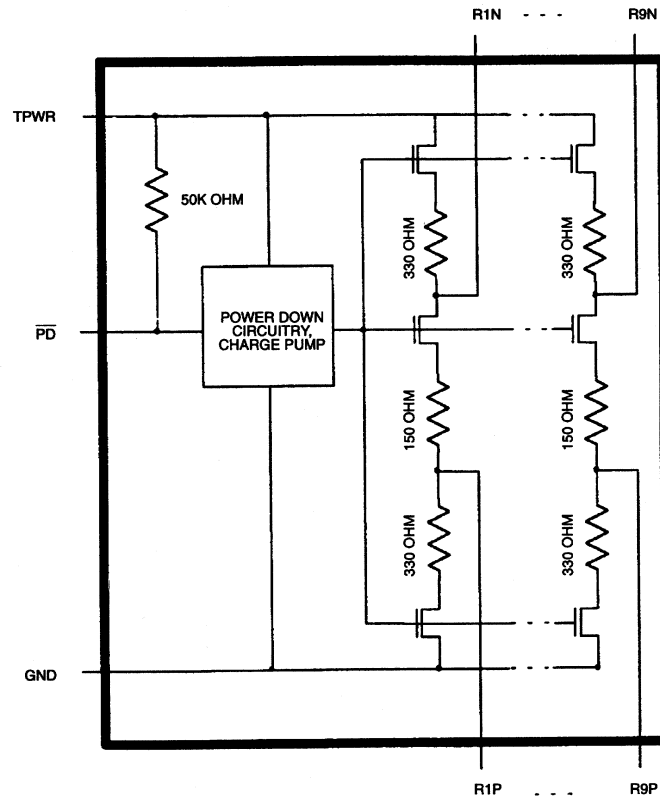 R1N - - - R9N
TPWR
50K OHM
330 OHM
330 OHM
POWER DOWN
CIRCUITRY,
CHARGE PUMP
PD
150 OHM
150 OHM
330 OHM
330 OHM
GND
R1P - - - R9P